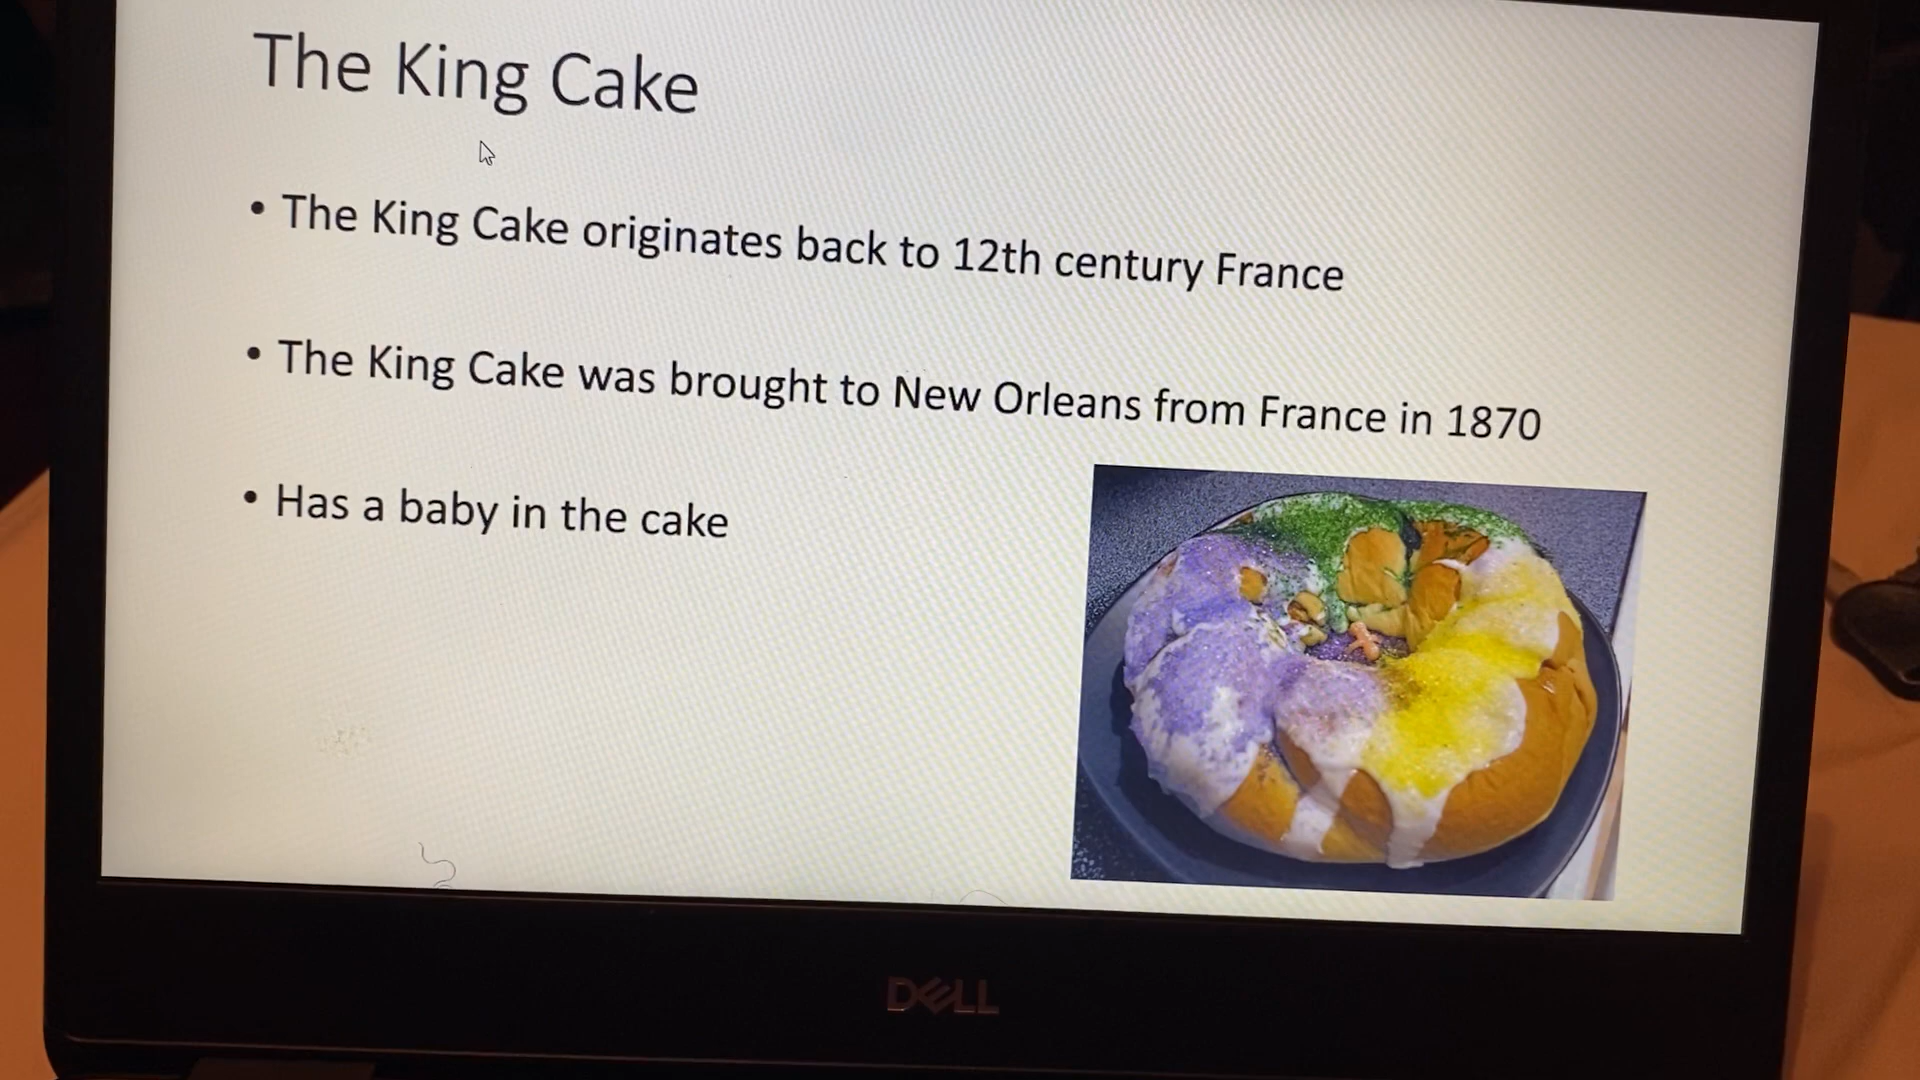 The King Cake
• The King Cake originates back to 12th century France
• The King Cake was brought to New Orleans from France in 1870
• Has a baby in the cake
DELL